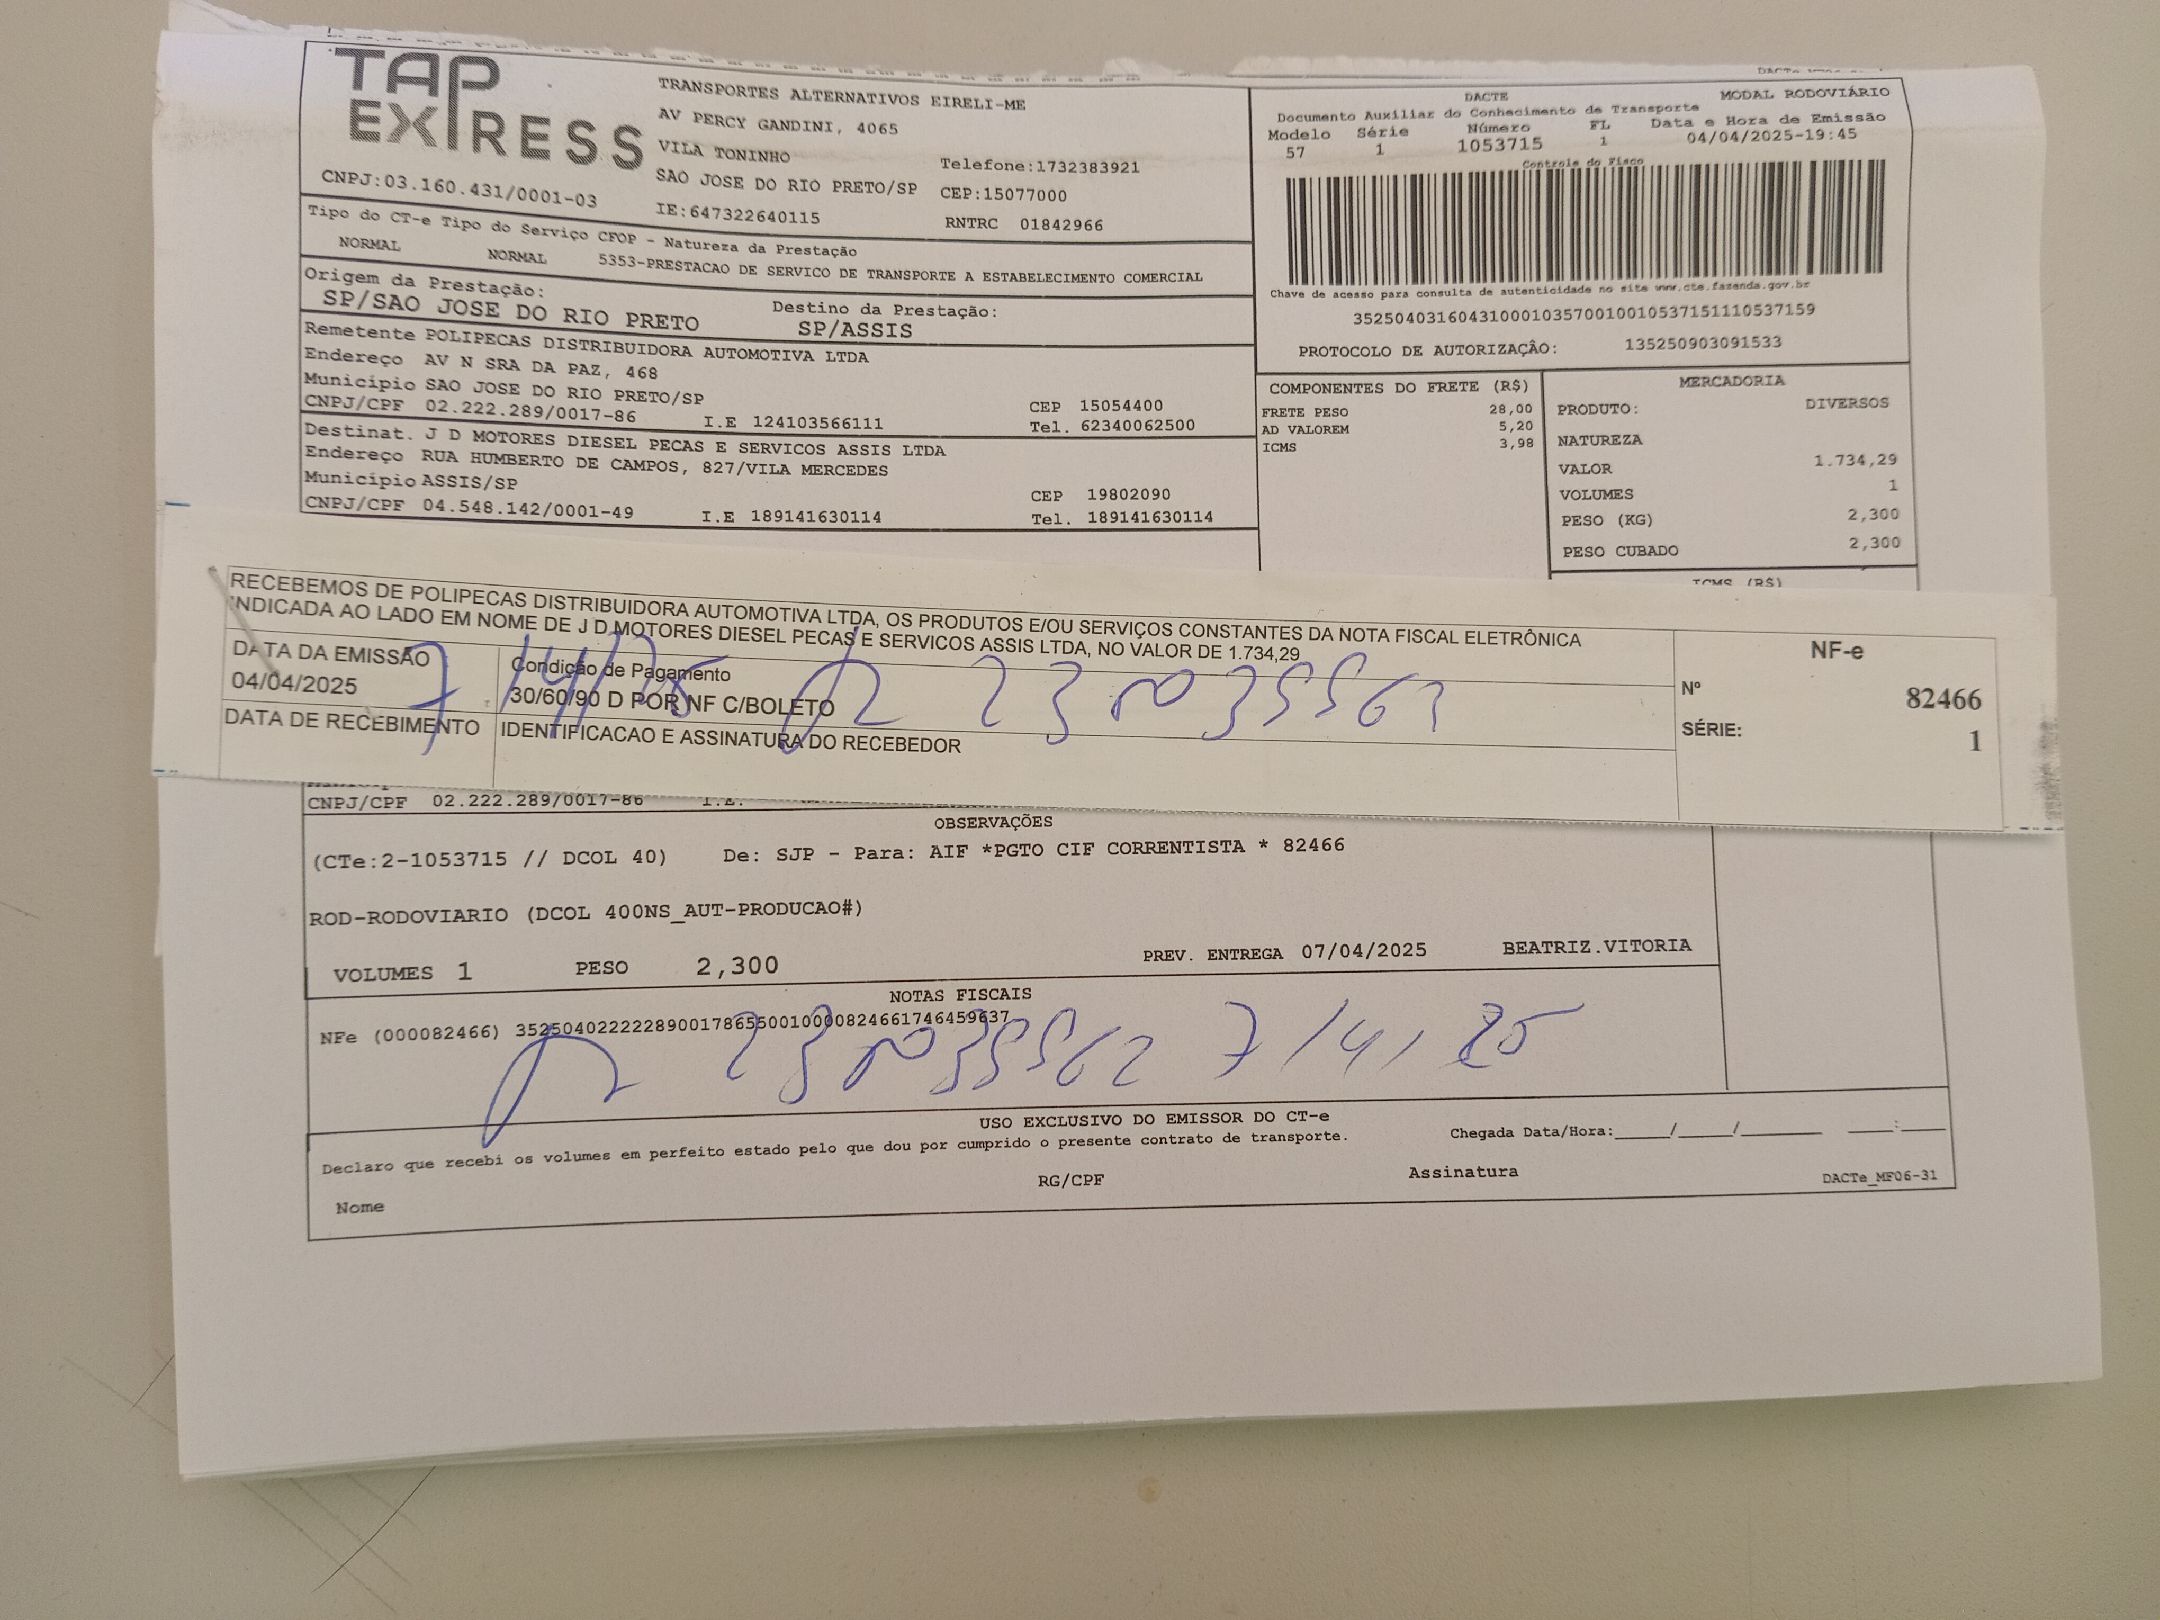 TAP
EXPRESS
TRANSPORTES ALTERNATIVOS EIRELI-ME
AV PERCY GANDINI, 4065
VILA TONINHO
Telefone:1732383921
SAO JOSE DO RIO PRETO/SP CEP:15077000
CNPJ:03.160.431/0001-03
IE:647322640115 RNTRC 01842966
Tipo do CT-e Tipo do Serviço CFOP - Natureza da Prestação
NORMAL NORMAL 5353-PRESTACAO DE SERVICO DE TRANSPORTE A ESTABELECIMENTO COMERCIAL
Origem da Prestação: Destino da Prestação:
SP/SAO JOSE DO RIO PRETO SP/ASSIS
Remetente POLIPECAS DISTRIBUIDORA AUTOMOTIVA LTDA
Endereço AV N SRA DA PAZ, 468
Município SAO JOSE DO RIO PRETO/SP CEP 15054400
CNPJ/CPF 02.222.289/0017-86 I.E 124103566111 Tel. 62340062500
Destinat. J D MOTORES DIESEL PECAS E SERVICOS ASSIS LTDA
Endereço RUA HUMBERTO DE CAMPOS, 827/VILA MERCEDES
Município ASSIS/SP CEP 19802090
CNPJ/CPF 04.548.142/0001-49 I.E 189141630114 Tel. 189141630114
DACTE MODAL RODOVIÁRIO
Documento Auxiliar do Conhecimento de Transporte
Modelo Série Número FL Data e Hora de Emissão
57 1 1053715 1 04/04/2025-19:45
Controle do Fisco
Chave de acesso para consulta de autenticidade no site www.cte.fazenda.gov.br
35250403160431000103570010010537151110537159
PROTOCOLO DE AUTORIZAÇÃO: 135250903091533
COMPONENTES DO FRETE (R$)
FRETE PESO 28,00
AD VALOREM 5,20
ICMS 3,98
MERCADORIA
PRODUTO: DIVERSOS
NATUREZA
VALOR 1.734,29
VOLUMES 1
PESO (KG) 2,300
PESO CUBADO 2,300
ICMS (R$)
RECEBEMOS DE POLIPECAS DISTRIBUIDORA AUTOMOTIVA LTDA, OS PRODUTOS E/OU SERVIÇOS CONSTANTES DA NOTA FISCAL ELETRÔNICA
INDICADA AO LADO EM NOME DE J D MOTORES DIESEL PECAS E SERVICOS ASSIS LTDA, NO VALOR DE 1.734,29
DATA DA EMISSÃO Condição de Pagamento
04/04/2025 30/60/90 D POR NF C/BOLETO
7/4/25
DATA DE RECEBIMENTO IDENTIFICACAO E ASSINATURA DO RECEBEDOR
NF-e
Nº 82466
SÉRIE: 1
CNPJ/CPF 02.222.289/0017-86 I.E.
OBSERVAÇÕES
(CTe:2-1053715 // DCOL 40) De: SJP - Para: AIF *PGTO CIF CORRENTISTA * 82466
ROD-RODOVIARIO (DCOL 400NS_AUT-PRODUCAO#)
VOLUMES 1 PESO 2,300 PREV. ENTREGA 07/04/2025 BEATRIZ.VITORIA
NOTAS FISCAIS
NFe (000082466) 35250402222289001786550010000824661746459637
7/4/25
USO EXCLUSIVO DO EMISSOR DO CT-e
Declaro que recebi os volumes em perfeito estado pelo que dou por cumprido o presente contrato de transporte. Chegada Data/Hora:_____/_____/_______ ____:____
Nome RG/CPF Assinatura DACTe_MF06-31